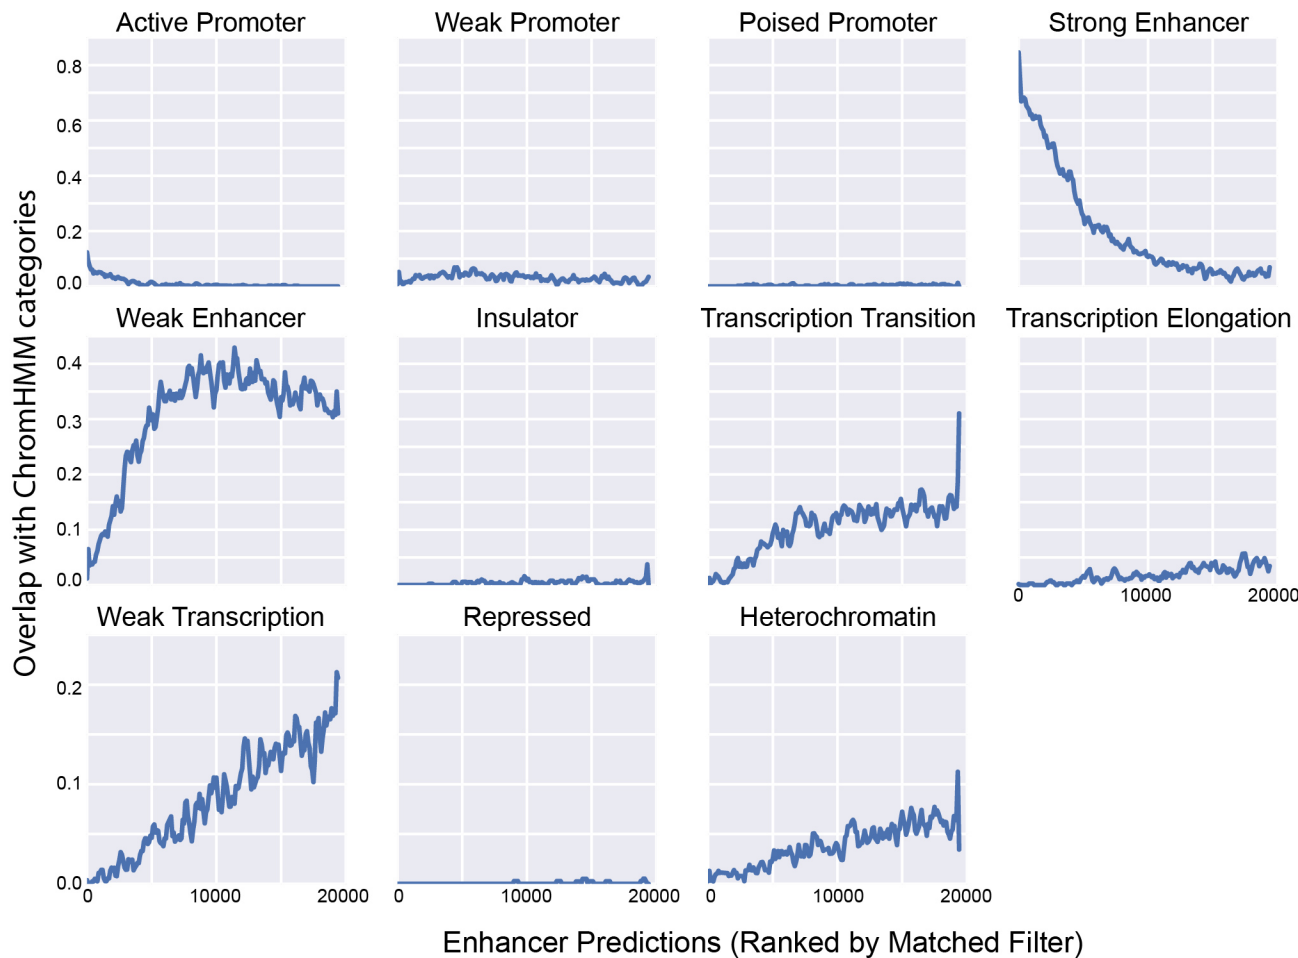 Active Promoter
Weak Promoter
Poised Promoter
Strong Enhancer
0.8
0.6
0.4
0.2
0.0
Overlap with ChromHMM categories
Weak Enhancer
Insulator
Transcription Transition
Transcription Elongation
0.4
0.3
0.2
0.1
0.0
0 10000 20000
Weak Transcription
Repressed
Heterochromatin
0.2
0.1
0.0
0 10000 20000
0 10000 20000
0 10000 20000
Enhancer Predictions (Ranked by Matched Filter)